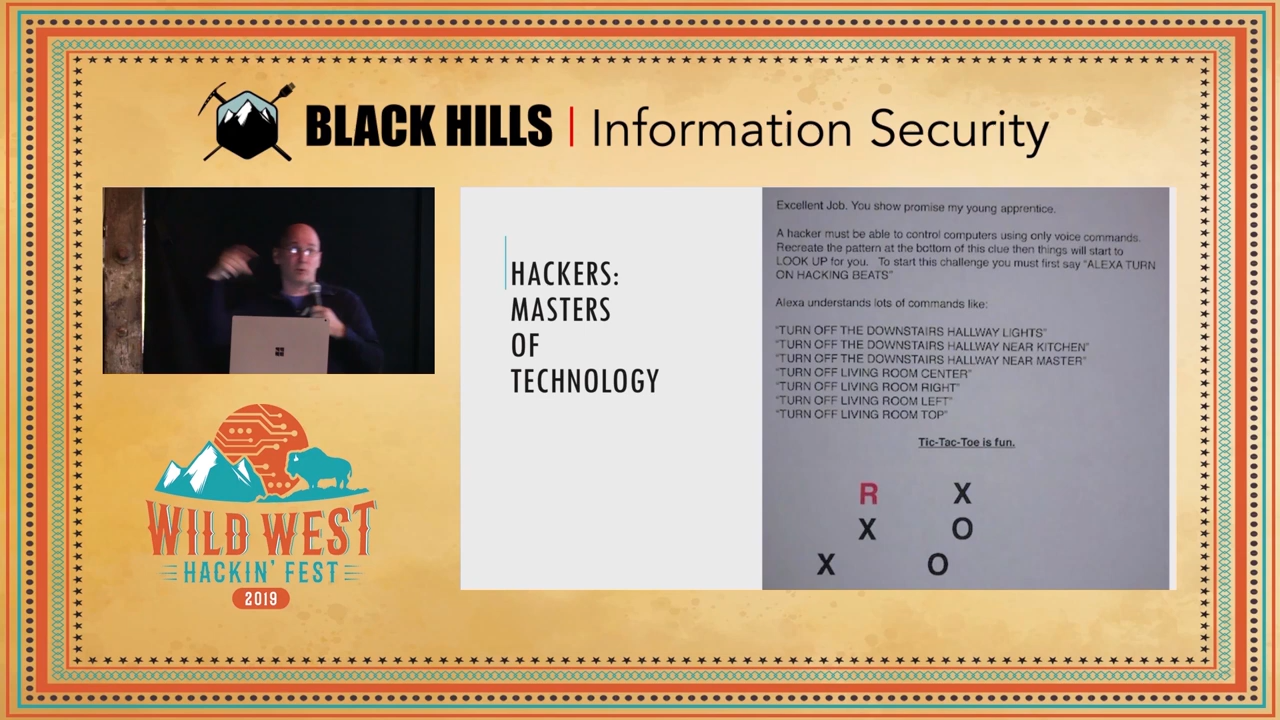 BLACK HILLS | Information Security
HACKERS:
MASTERS
OF
TECHNOLOGY
Excellent Job. You show promise my young apprentice.
A hacker must be able to control computers using only voice commands.
Recreate the pattern at the bottom of this clue then things will start to
LOOK UP for you. To start this challenge you must first say "ALEXA TURN
ON HACKING BEATS"
Alexa understands lots of commands like:
"TURN OFF THE DOWNSTAIRS HALLWAY LIGHTS"
"TURN OFF THE DOWNSTAIRS HALLWAY NEAR KITCHEN"
"TURN OFF THE DOWNSTAIRS HALLWAY NEAR MASTER"
"TURN OFF LIVING ROOM CENTER"
"TURN OFF LIVING ROOM RIGHT"
"TURN OFF LIVING ROOM LEFT"
"TURN OFF LIVING ROOM TOP"
Tic-Tac-Toe is fun.
R X
X O
X O
WILD WEST
HACKIN' FEST
2019